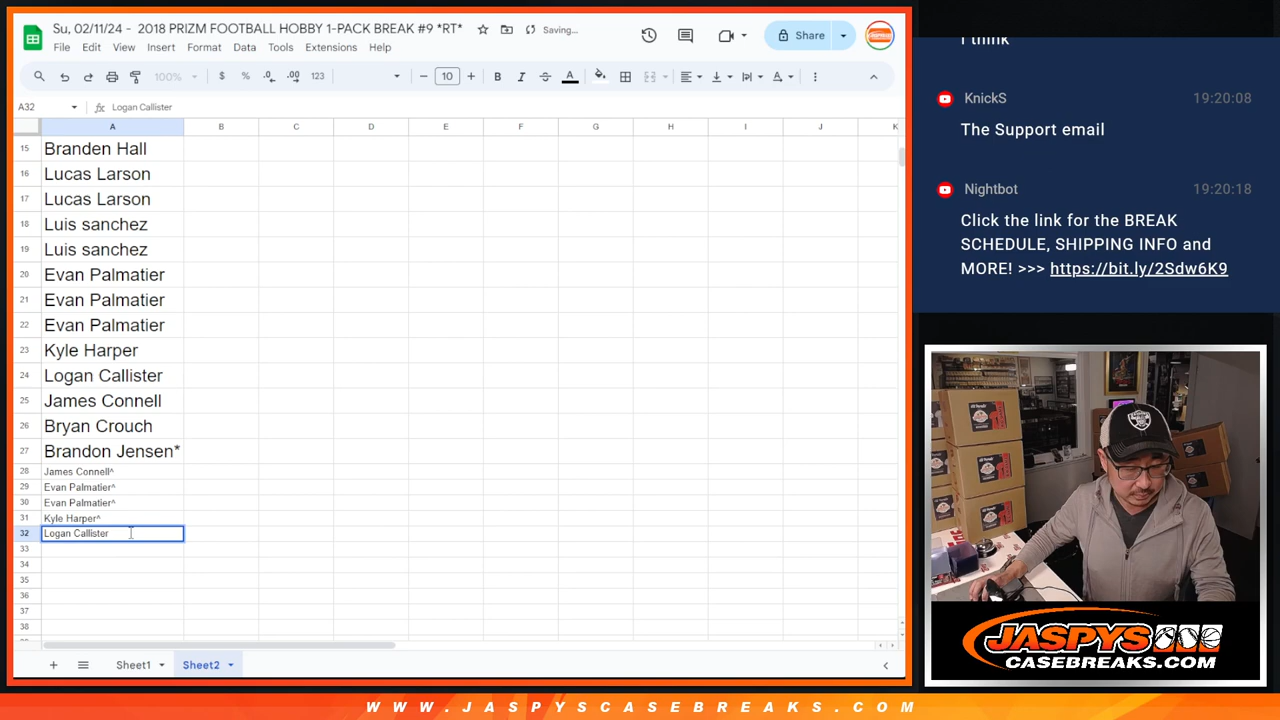 Su, 02/11/24 - 2018 PRIZM FOOTBALL HOBBY 1-PACK BREAK #9 *RT*
Saving...
File Edit View Insert Format Data Tools Extensions Help
Share
100%
$ % .0 .00 123
10
B I A
A32
fx Logan Callister
A B C D E F G H I J K
15 Branden Hall
16 Lucas Larson
17 Lucas Larson
18 Luis sanchez
19 Luis sanchez
20 Evan Palmatier
21 Evan Palmatier
22 Evan Palmatier
23 Kyle Harper
24 Logan Callister
25 James Connell
26 Bryan Crouch
27 Brandon Jensen*
28 James Connell^
29 Evan Palmatier^
30 Evan Palmatier^
31 Kyle Harper^
32 Logan Callister
33
34
35
36
37
38
Sheet1 Sheet2
I think
KnickS 19:20:08
The Support email
Nightbot 19:20:18
Click the link for the BREAK
SCHEDULE, SHIPPING INFO and
MORE! >>> https://bit.ly/2Sdw6K9
JASPYS
CASEBREAKS.COM
WWW.JASPYSCASEBREAKS.COM